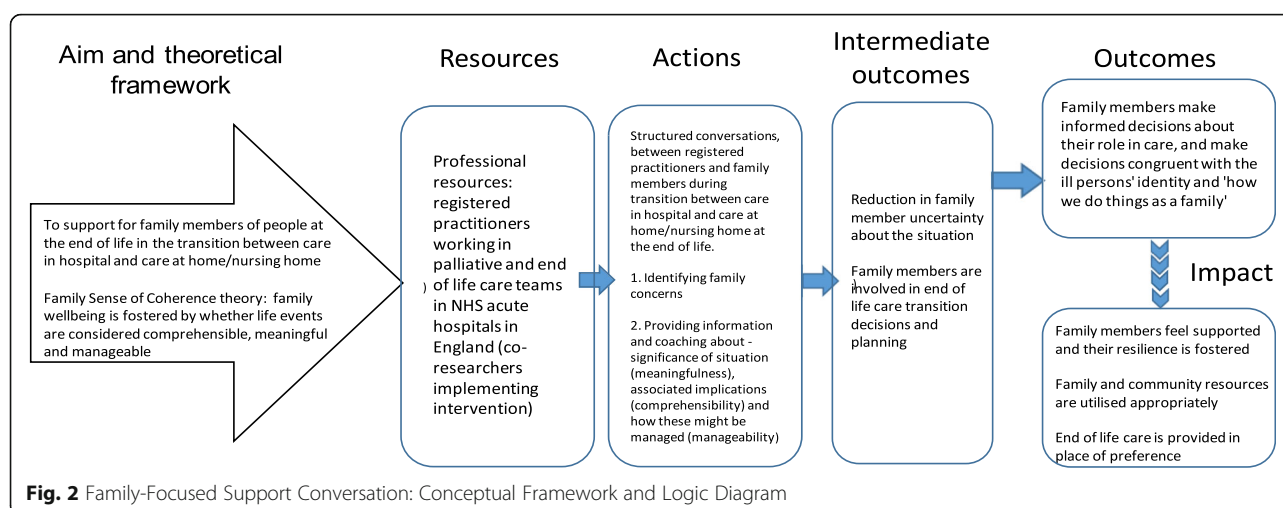 Aim and theoretical
framework
To support for family members of people at
the end of life in the transition between care
in hospital and care at home/nursing home
Family Sense of Coherence theory: family
wellbeing is fostered by whether life events
are considered comprehensible, meaningful
and manageable
Resources
Professional
resources:
registered
practitioners
working in
palliative and end
) of life care teams
in NHS acute
hospitals in
England (co-
researchers
implementing
intervention)
Actions
Structured conversations,
between registered
practitioners and family
members during
transition between care
in hospital and care at
home/nursing home at
the end of life.
1. Identifying family
concerns
2. Providing information
and coaching about -
significance of situation
(meaningfulness),
associated implications
(comprehensibility) and
how these might be
managed (manageability)
Intermediate
outcomes
Reduction in family
member uncertainty
about the situation
Family members are
)
involved in end of
life care transition
decisions and
planning
Outcomes
Family members make
informed decisions about
their role in care, and make
decisions congruent with the
ill persons' identity and 'how
we do things as a family'
Impact
Family members feel supported
and their resilience is fostered
Family and community resources
are utilised appropriately
End of life care is provided in
place of preference
Fig. 2 Family-Focused Support Conversation: Conceptual Framework and Logic Diagram